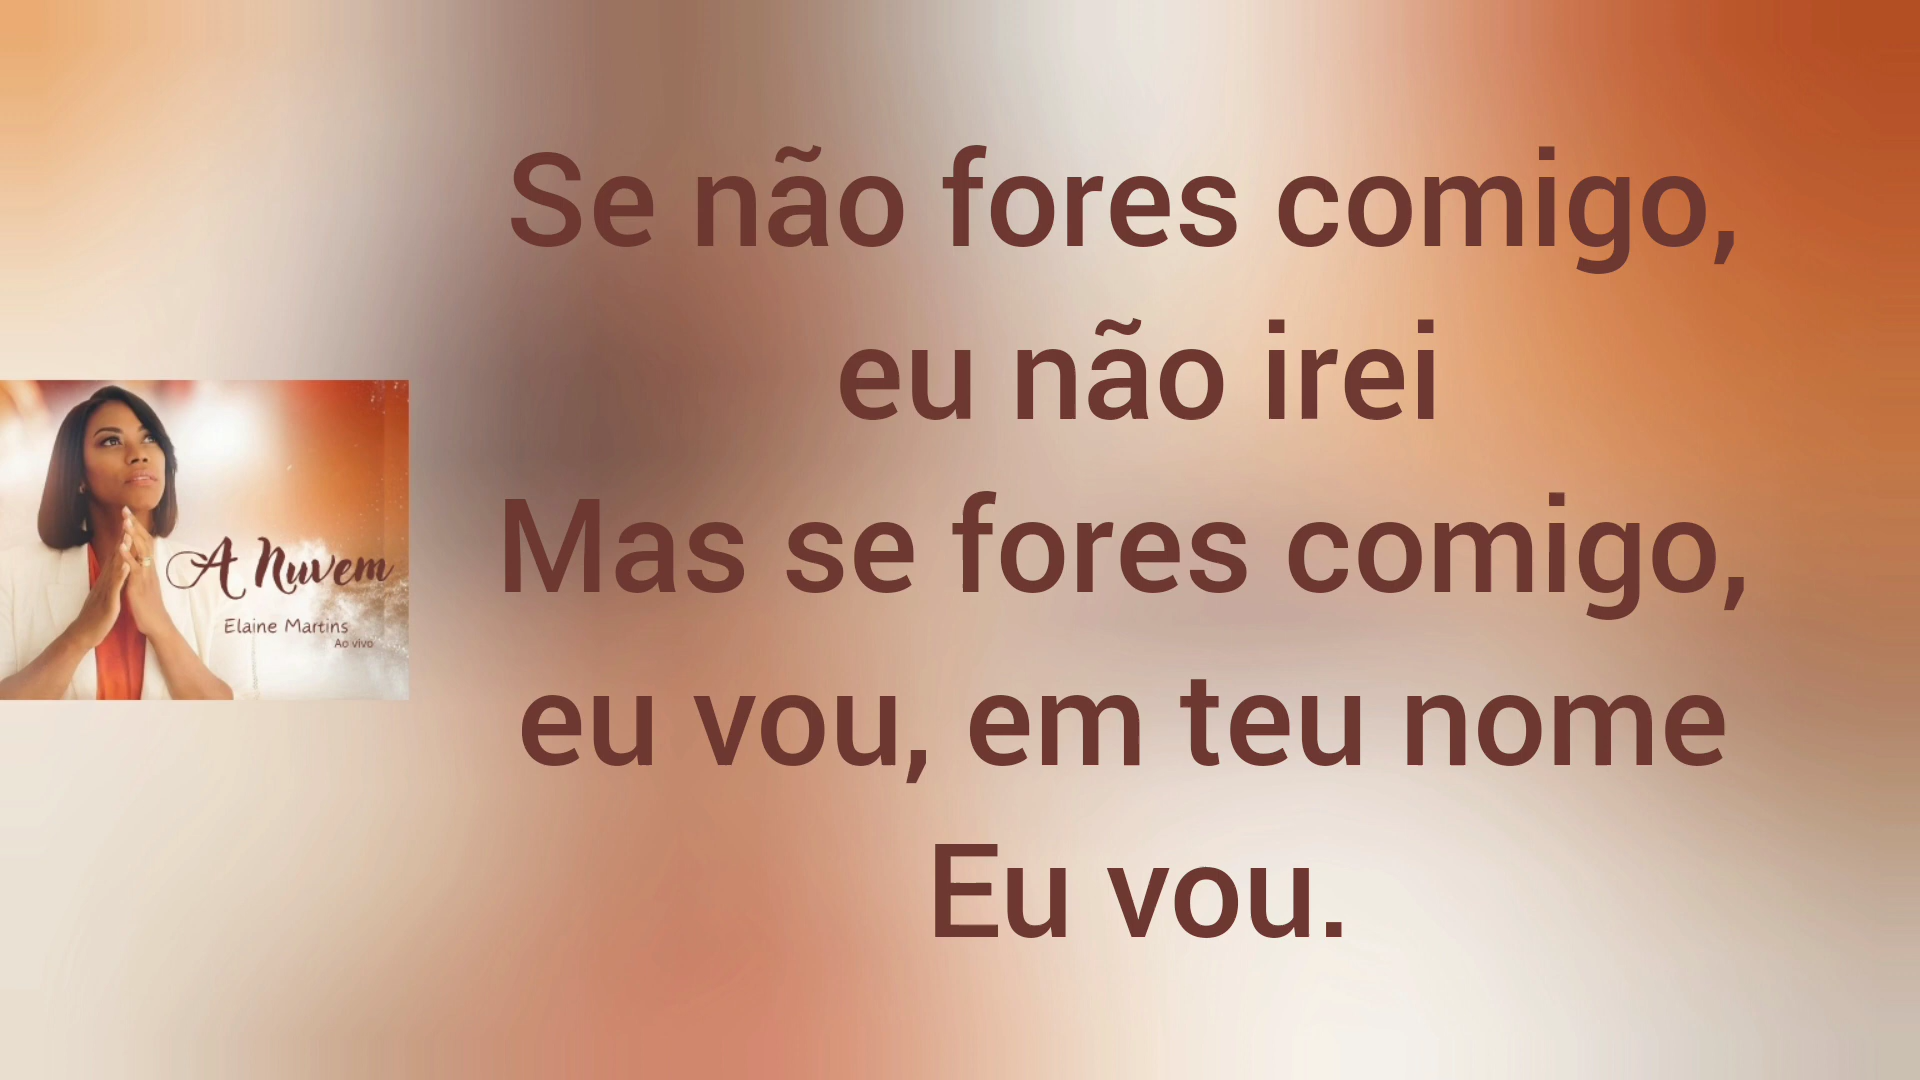 Se não fores comigo,
eu não irei
Mas se fores comigo,
eu vou, em teu nome
Eu vou.
A Nuvem
Elaine Martins
Ao vivo